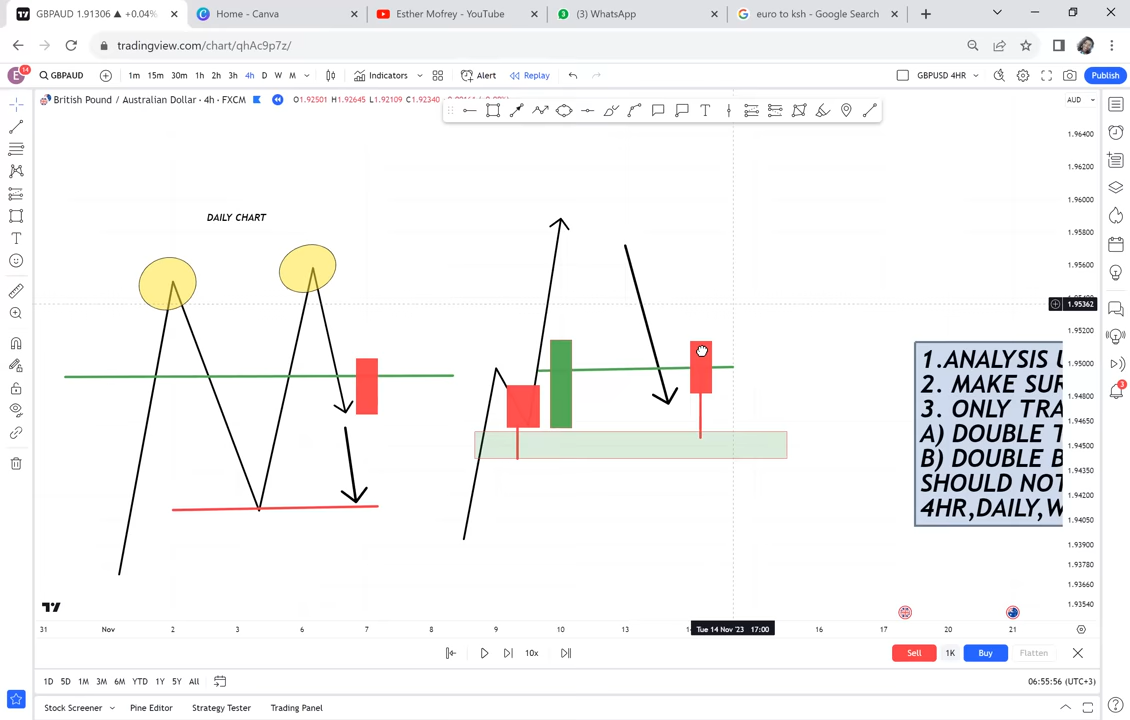 GBPAUD 1.91306 ▲ +0.04%
Home - Canva
Esther Mofrey - YouTube
(3) WhatsApp
euro to ksh - Google Search
tradingview.com/chart/qhAc9p7z/
E 14 GBPAUD 1m 15m 30m 1h 2h 3h 4h D W M Indicators Alert Replay GBPUSD 4HR Publish
British Pound / Australian Dollar · 4h · FXCM O1.92501 H1.92645 L1.92109 C1.92340
AUD
1.96400
1.96200
1.96000
1.95800
1.95600
1.95362
1.95200
1.95000
1.94800
1.94650
1.94500
1.94350
1.94200
1.94050
1.93900
1.93780
1.93660
1.93540
DAILY CHART
1.ANALYSIS U
2. MAKE SUR
3. ONLY TRA
A) DOUBLE T
B) DOUBLE B
SHOULD NOT
4HR,DAILY,W
3
31 Nov 2 3 6 7 8 9 10 13 Tue 14 Nov '23 17:00 16 17 20 21
10x
Sell 1K Buy Flatten
1D 5D 1M 3M 6M YTD 1Y 5Y All
06:55:56 (UTC+3)
Stock Screener Pine Editor Strategy Tester Trading Panel